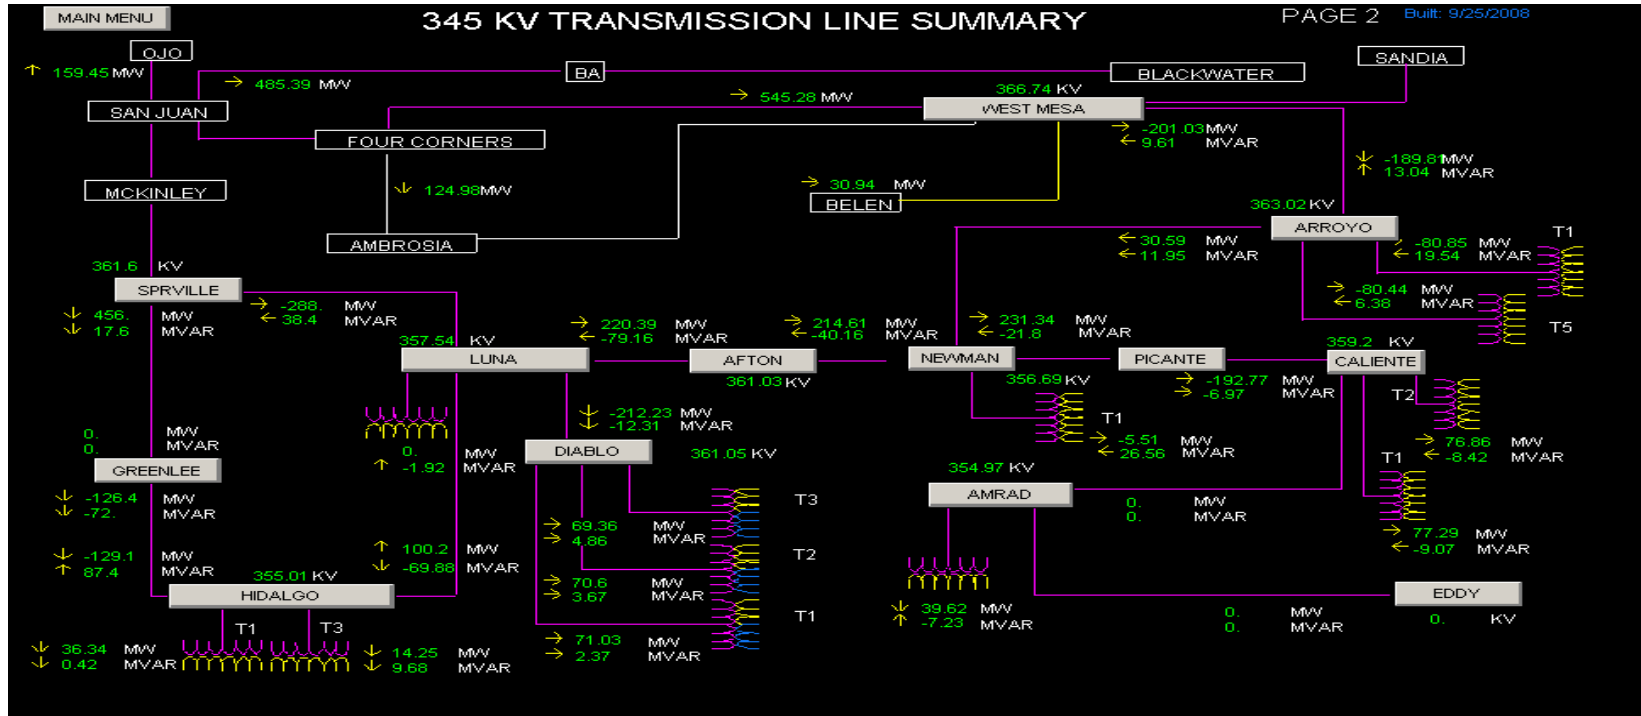 MAIN MENU
345 KV TRANSMISSION LINE SUMMARY
PAGE 2
Built: 9/25/2008
OJO
159.45 MW
485.39 MW
BA
BLACKWATER
SANDIA
SAN JUAN
545.28 MW
366.74 KV
WEST MESA
FOUR CORNERS
-201.03 MW
9.61 MVAR
-189.81 MW
13.04 MVAR
MCKINLEY
124.98 MW
30.94 MW
BELEN
363.02 KV
ARROYO
AMBROSIA
30.59 MW
11.95 MVAR
-80.85 MW
19.54 MVAR
T1
361.6 KV
SPRVILLE
-80.44 MW
6.38 MVAR
T5
456. MW
17.6 MVAR
-288. MW
38.4 MVAR
357.54 KV
LUNA
220.39 MW
-79.16 MVAR
AFTON
361.03 KV
214.61 MW
-40.16 MVAR
NEWMAN
231.34 MW
-21.8 MVAR
356.69 KV
PICANTE
-192.77 MW
-6.97 MVAR
359.2 KV
CALIENTE
T2
T1
-5.51 MW
26.56 MVAR
76.86 MW
-8.42 MVAR
-212.23 MW
-12.31 MVAR
0. MW
0. MVAR
GREENLEE
0. MW
-1.92 MVAR
DIABLO
361.05 KV
354.97 KV
AMRAD
0. MW
0. MVAR
T1
77.29 MW
-9.07 MVAR
-126.4 MW
-72. MVAR
T3
69.36 MW
4.86 MVAR
-129.1 MW
87.4 MVAR
100.2 MW
-69.88 MVAR
T2
70.6 MW
3.67 MVAR
355.01 KV
HIDALGO
T1
71.03 MW
2.37 MVAR
39.62 MW
-7.23 MVAR
EDDY
0. KV
0. MW
0. MVAR
T1
T3
36.34 MW
0.42 MVAR
14.25 MW
9.68 MVAR